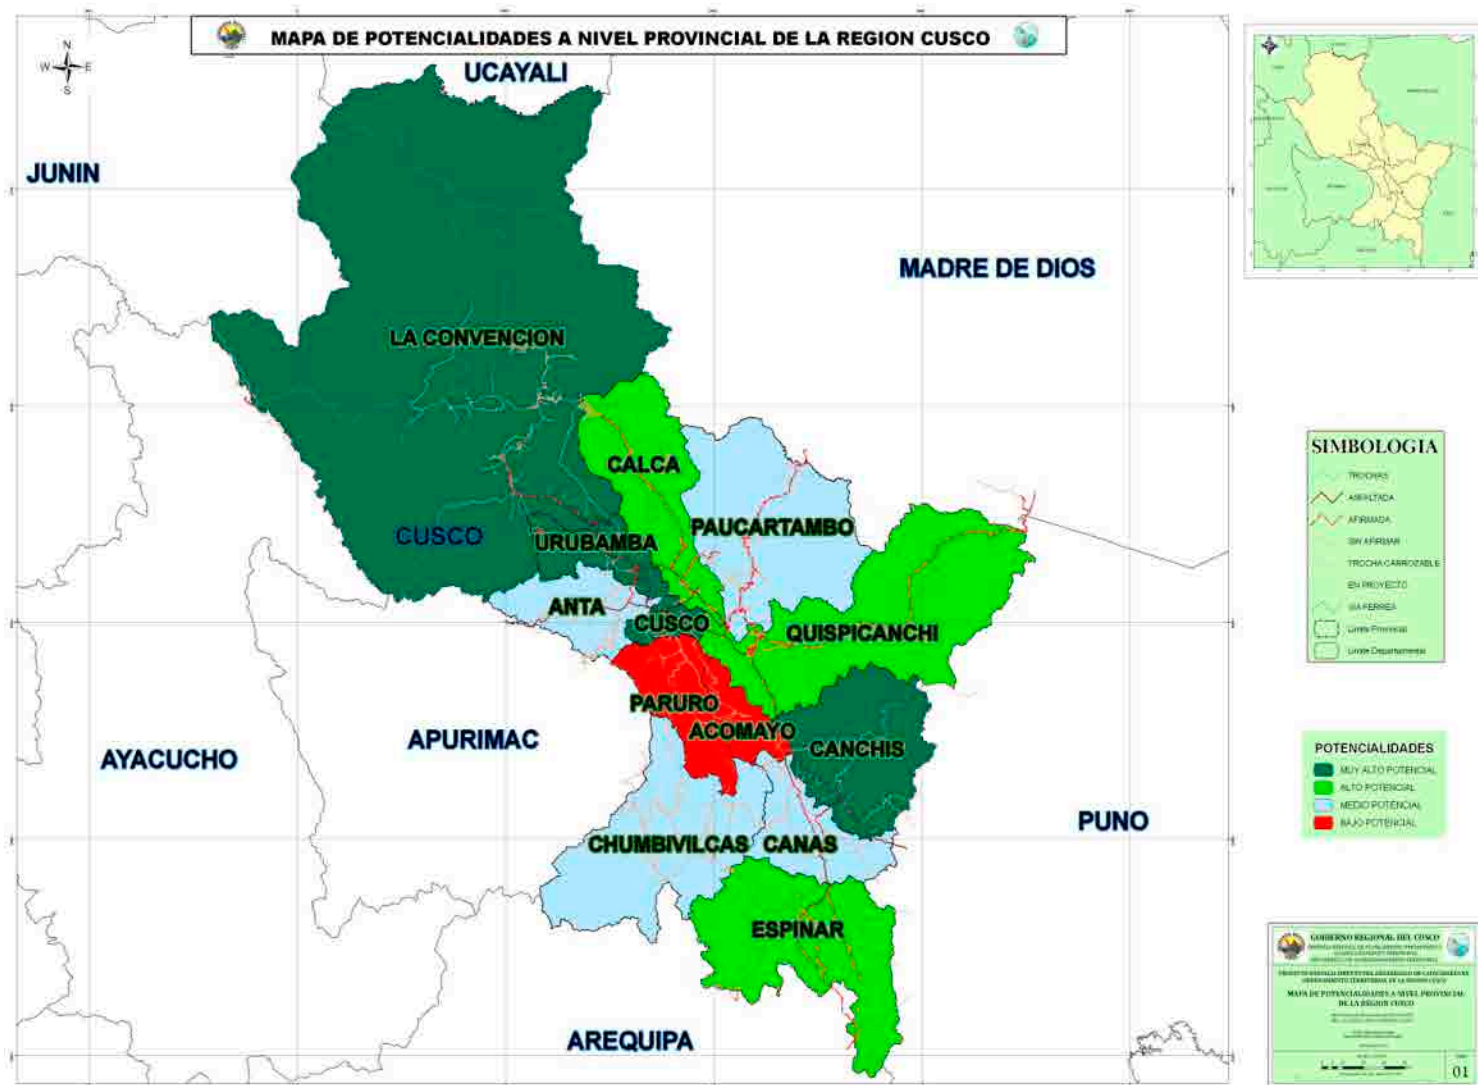 MAPA DE POTENCIALIDADES A NIVEL PROVINCIAL DE LA REGION CUSCO
N
W E
S
UCAYALI
JUNIN
MADRE DE DIOS
LA CONVENCION
CALCA
PAUCARTAMBO
CUSCO
URUBAMBA
ANTA
CUSCO
QUISPICANCHI
PARURO
ACOMAYO
CANCHIS
APURIMAC
AYACUCHO
PUNO
CHUMBIVILCAS
CANAS
ESPINAR
AREQUIPA
SIMBOLOGIA
TROCHAS
ASFALTADA
AFIRMADA
SIN AFIRMAR
TROCHA CARROZABLE
EN PROYECTO
VIA FERREA
Limite Provincial
Limite Departamental
POTENCIALIDADES
MUY ALTO POTENCIAL
ALTO POTENCIAL
MEDIO POTENCIAL
BAJO POTENCIAL
GOBIERNO REGIONAL DEL CUSCO
MAPA DE POTENCIALIDADES A NIVEL PROVINCIAL
DE LA REGION CUSCO
01